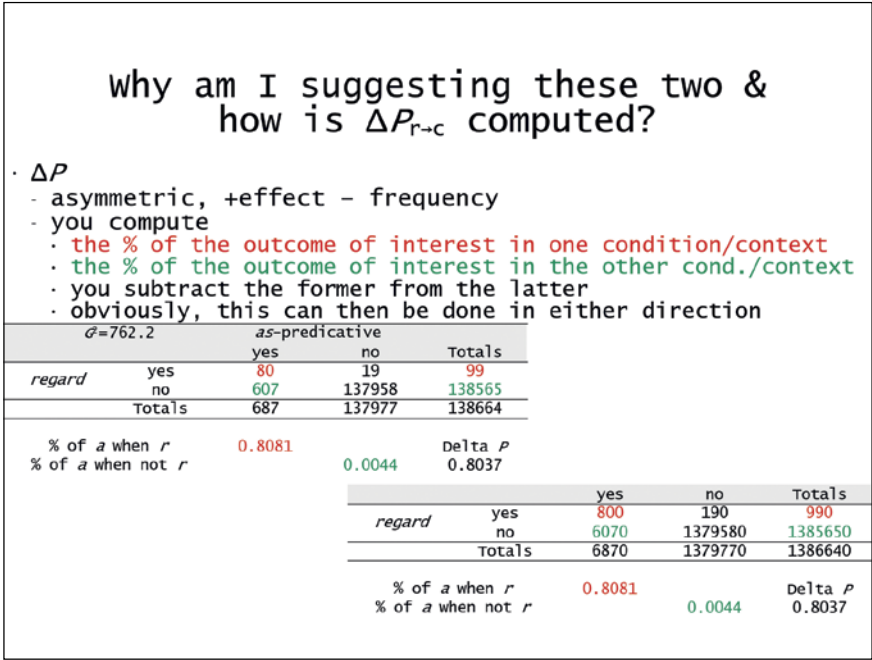 Why am I suggesting these two &
how is ΔPr→c computed?
· ΔP
- asymmetric, +effect – frequency
- you compute
· the % of the outcome of interest in one condition/context
· the % of the outcome of interest in the other cond./context
· you subtract the former from the latter
· obviously, this can then be done in either direction
G²=762.2 as-predicative
yes no Totals
regard yes 80 19 99
no 607 137958 138565
Totals 687 137977 138664
% of a when r 0.8081 Delta P
% of a when not r 0.0044 0.8037
yes no Totals
regard yes 800 190 990
no 6070 1379580 1385650
Totals 6870 1379770 1386640
% of a when r 0.8081 Delta P
% of a when not r 0.0044 0.8037